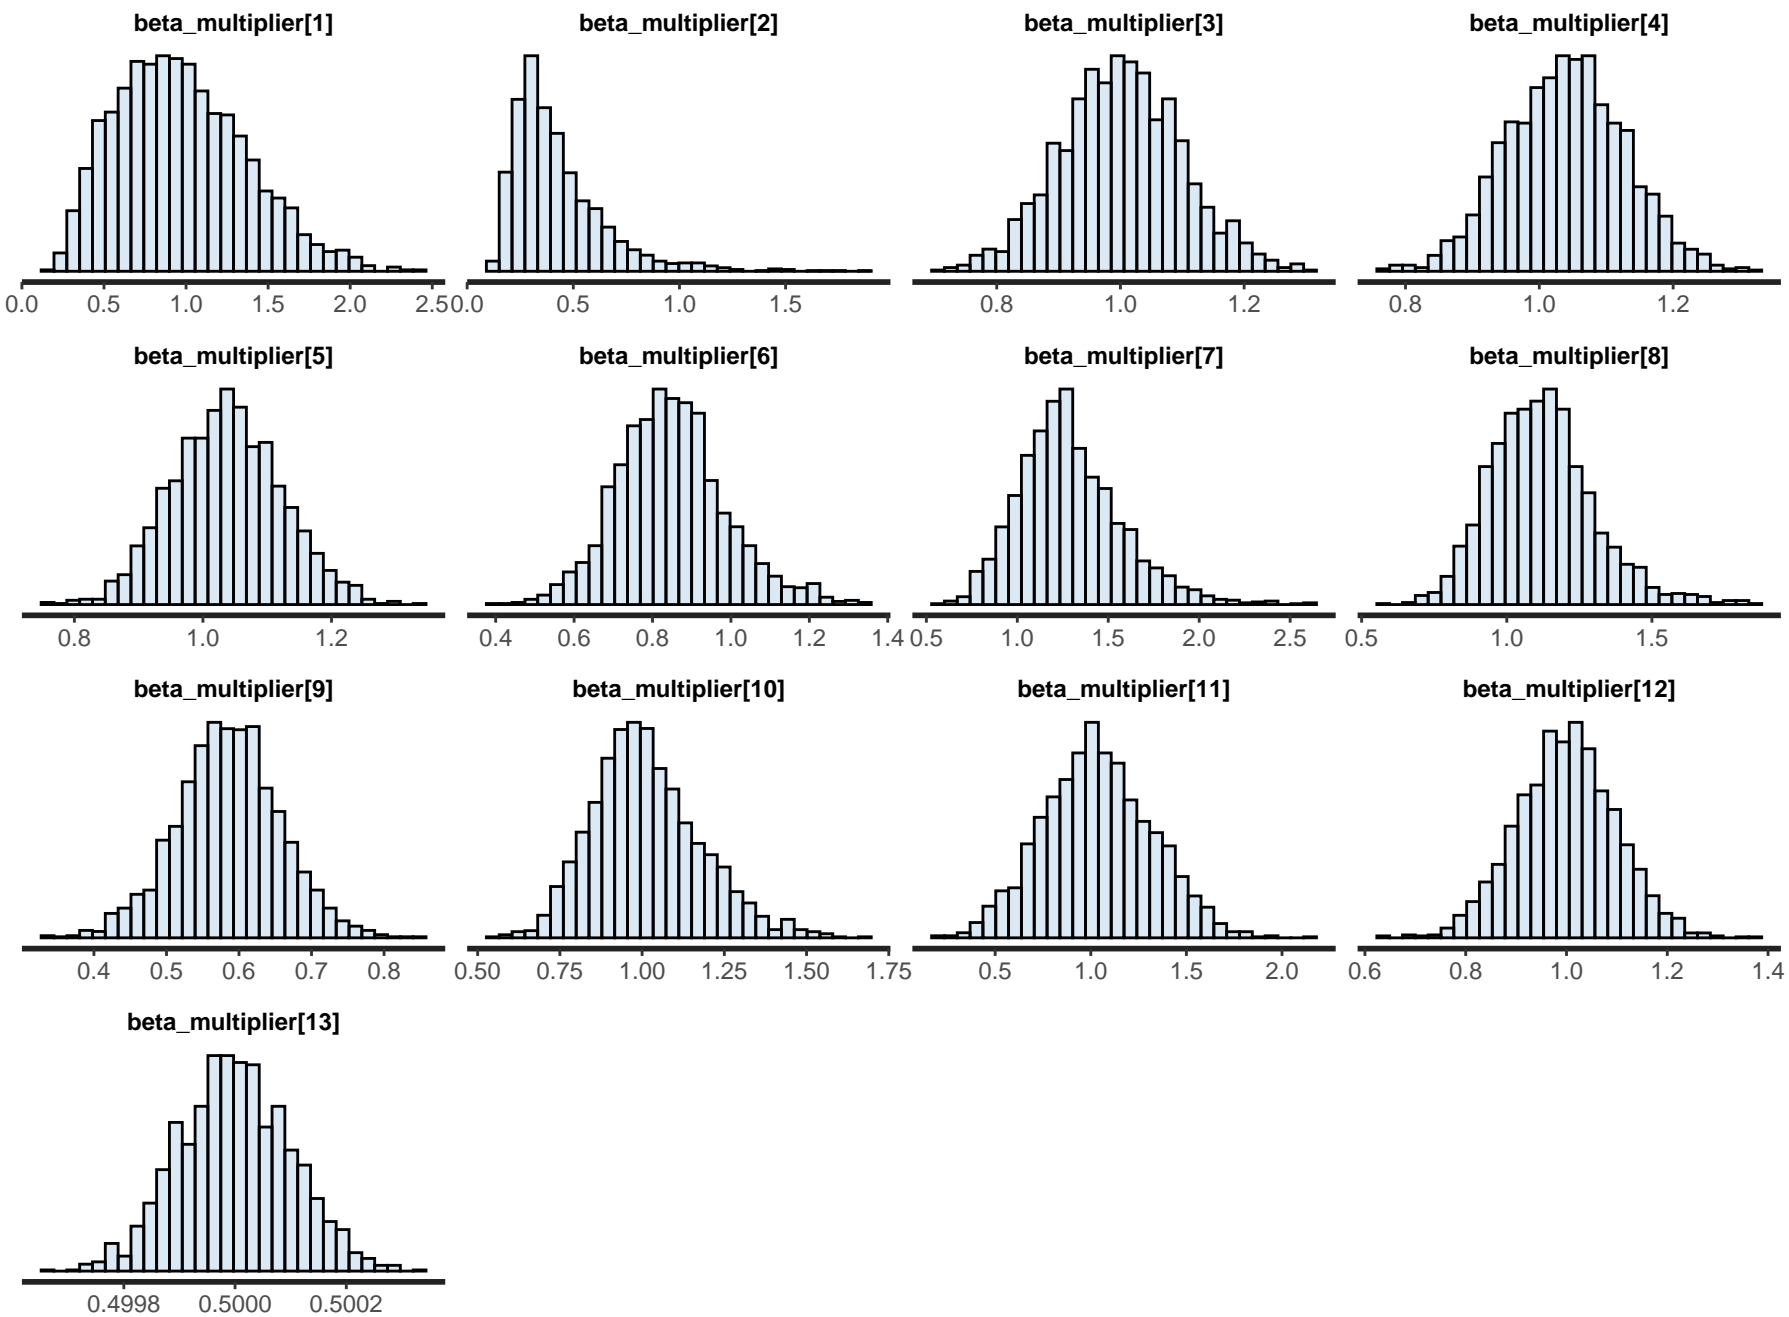 beta_multiplier[1] beta_multiplier[2] beta_multiplier[3] beta_multiplier[4]
0.0 0.5 1.0 1.5 2.0 2.5 0.0 0.5 1.0 1.5 0.8 1.0 1.2 0.8 1.0 1.2
beta_multiplier[5] beta_multiplier[6] beta_multiplier[7] beta_multiplier[8]
0.8 1.0 1.2 0.4 0.6 0.8 1.0 1.2 1.4 0.5 1.0 1.5 2.0 2.5 0.5 1.0 1.5
beta_multiplier[9] beta_multiplier[10] beta_multiplier[11] beta_multiplier[12]
0.4 0.5 0.6 0.7 0.8 0.50 0.75 1.00 1.25 1.50 1.75 0.5 1.0 1.5 2.0 0.6 0.8 1.0 1.2 1.4
beta_multiplier[13]
0.4998 0.5000 0.5002